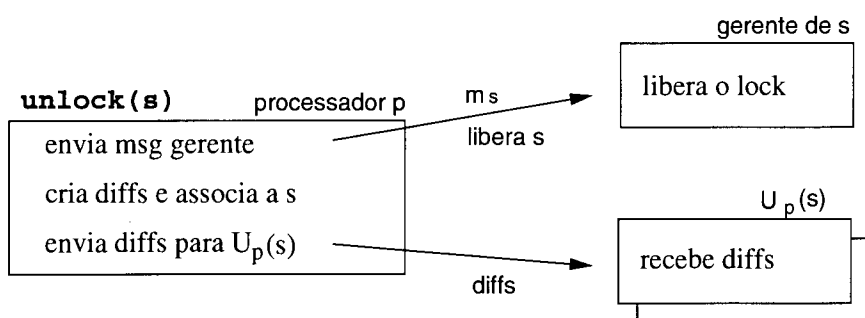 gerente de s
unlock(s)
processador p
m s
libera o lock
envia msg gerente
libera s
cria diffs e associa a s
U p (s)
envia diffs para Up(s)
recebe diffs
diffs